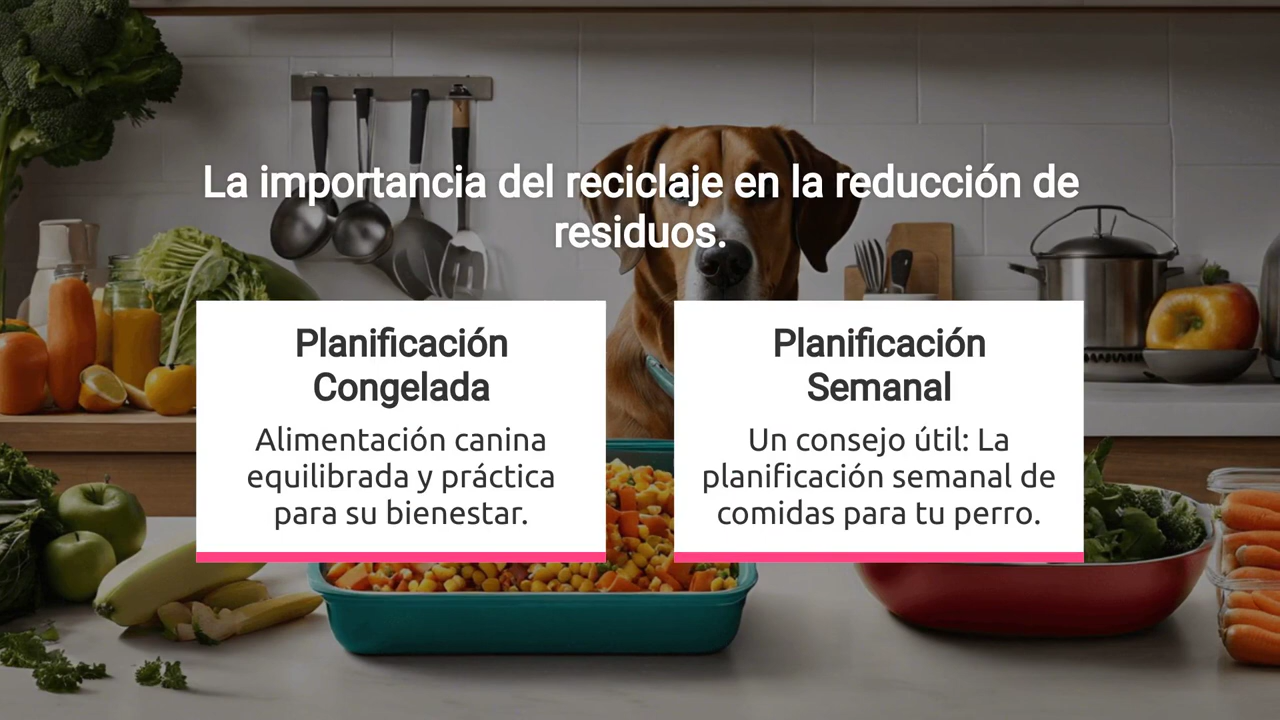 La importancia del reciclaje en la reducción de
residuos.
Planificación
Congelada
Alimentación canina
equilibrada y práctica
para su bienestar.
Planificación
Semanal
Un consejo útil: La
planificación semanal de
comidas para tu perro.